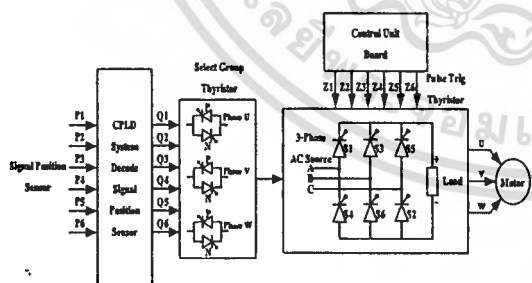 Control Unit
Board
Z1 Z2 Z3 Z4 Z5 Z6
Pulse Trig
Thyristor
Select Group
Thyristor
Signal Position
Sensor
P1
P2
P3
P4
P5
P6
CPLD
System
Decode
Signal
Position
Sensor
Q1
Q2
Q3
Q4
Q5
Q6
P
Phase U
N
P
Phase V
N
P
Phase W
N
3-Phase
AC Source
A
B
C
S1
S3
S5
S4
S6
S2
+
Load
-
U
V
W
Motor